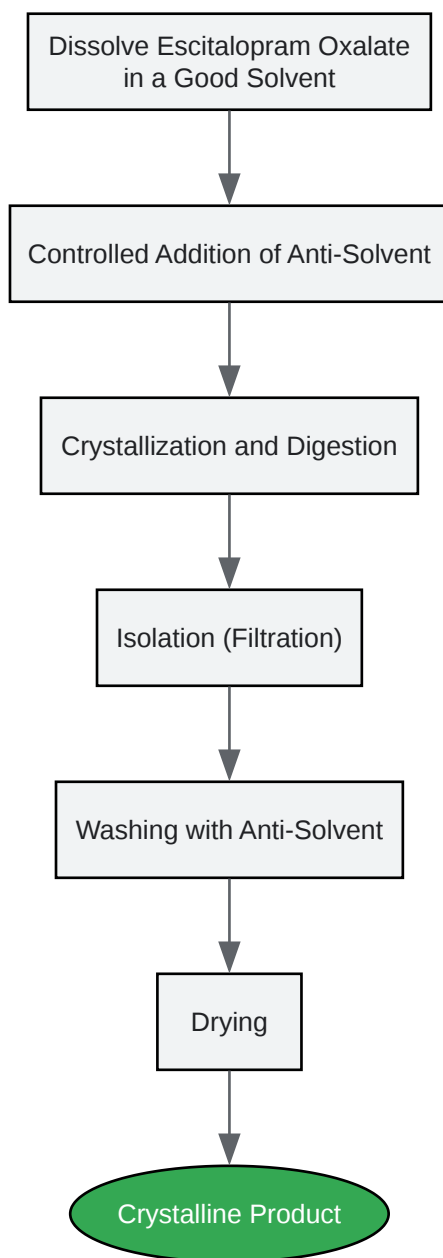 Dissolve Escitalopram Oxalate
in a Good Solvent
Controlled Addition of Anti-Solvent
Crystallization and Digestion
Isolation (Filtration)
Washing with Anti-Solvent
Drying
Crystalline Product